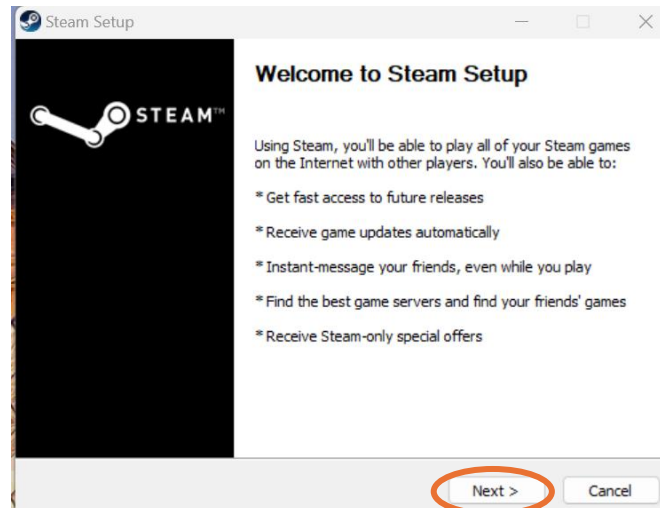 Steam Setup
STEAM™
Welcome to Steam Setup
Using Steam, you'll be able to play all of your Steam games
on the Internet with other players. You'll also be able to:
* Get fast access to future releases
* Receive game updates automatically
* Instant-message your friends, even while you play
* Find the best game servers and find your friends' games
* Receive Steam-only special offers
Next >
Cancel